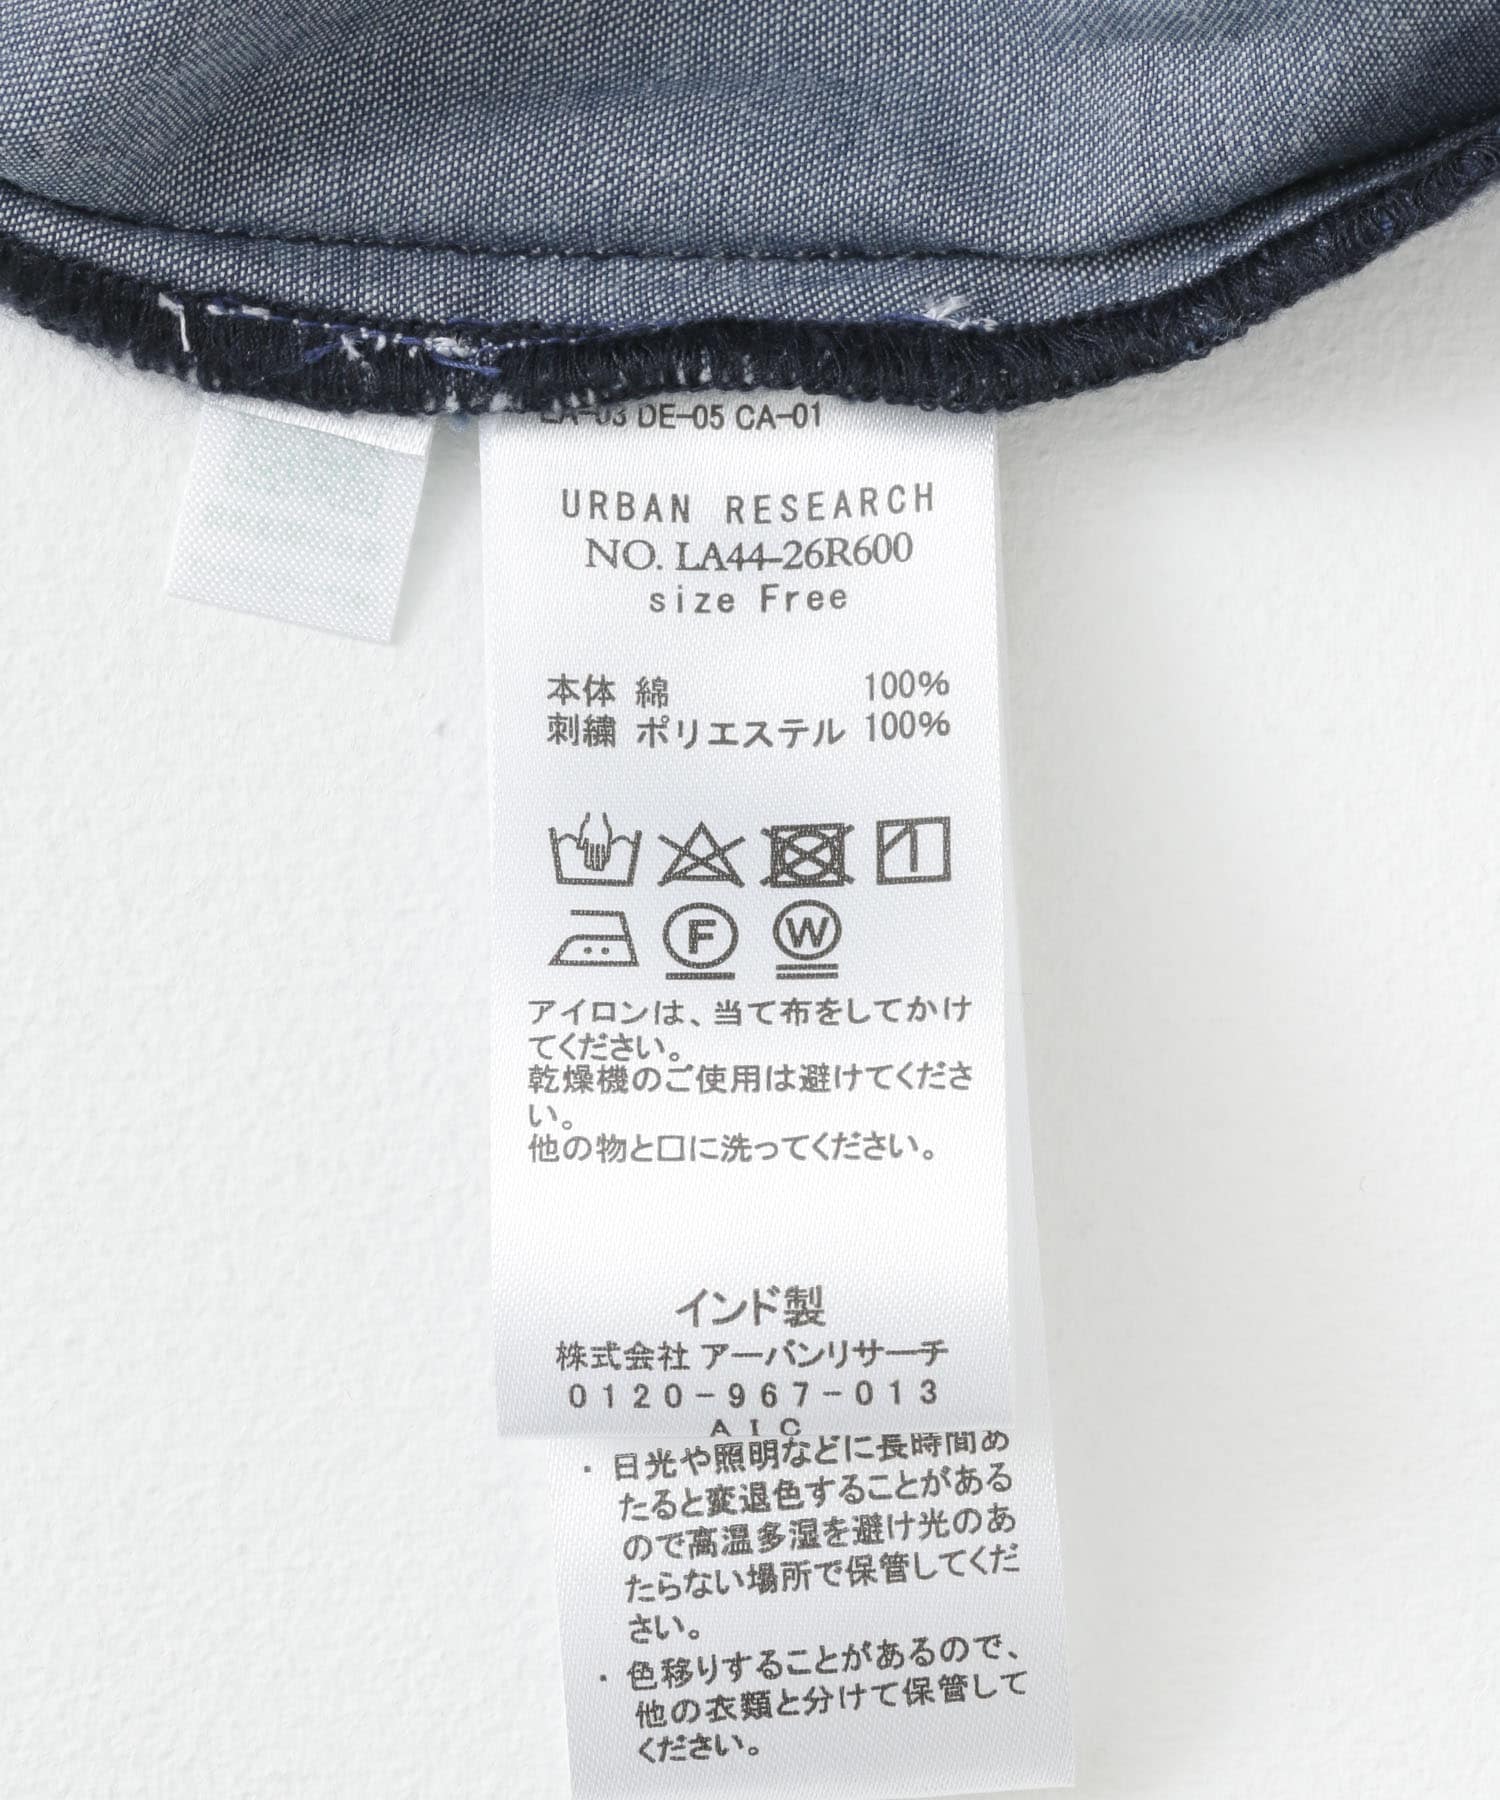 DE-05 CA-01
URBAN RESEARCH
NO. LA44-26R600
size Free
本体 綿 100%
刺繍 ポリエステル 100%
F W
アイロンは、当て布をしてかけ
てください。
乾燥機のご使用は避けてくださ
い。
他の物と口に洗ってください。
インド製
株式会社 アーバンリサーチ
0120-967-013
AIC
・日光や照明などに長時間あ
たると変退色することがある
ので高温多湿を避け光のあ
たらない場所で保管してくだ
さい。
・色移りすることがあるので、
他の衣類と分けて保管して
ください。